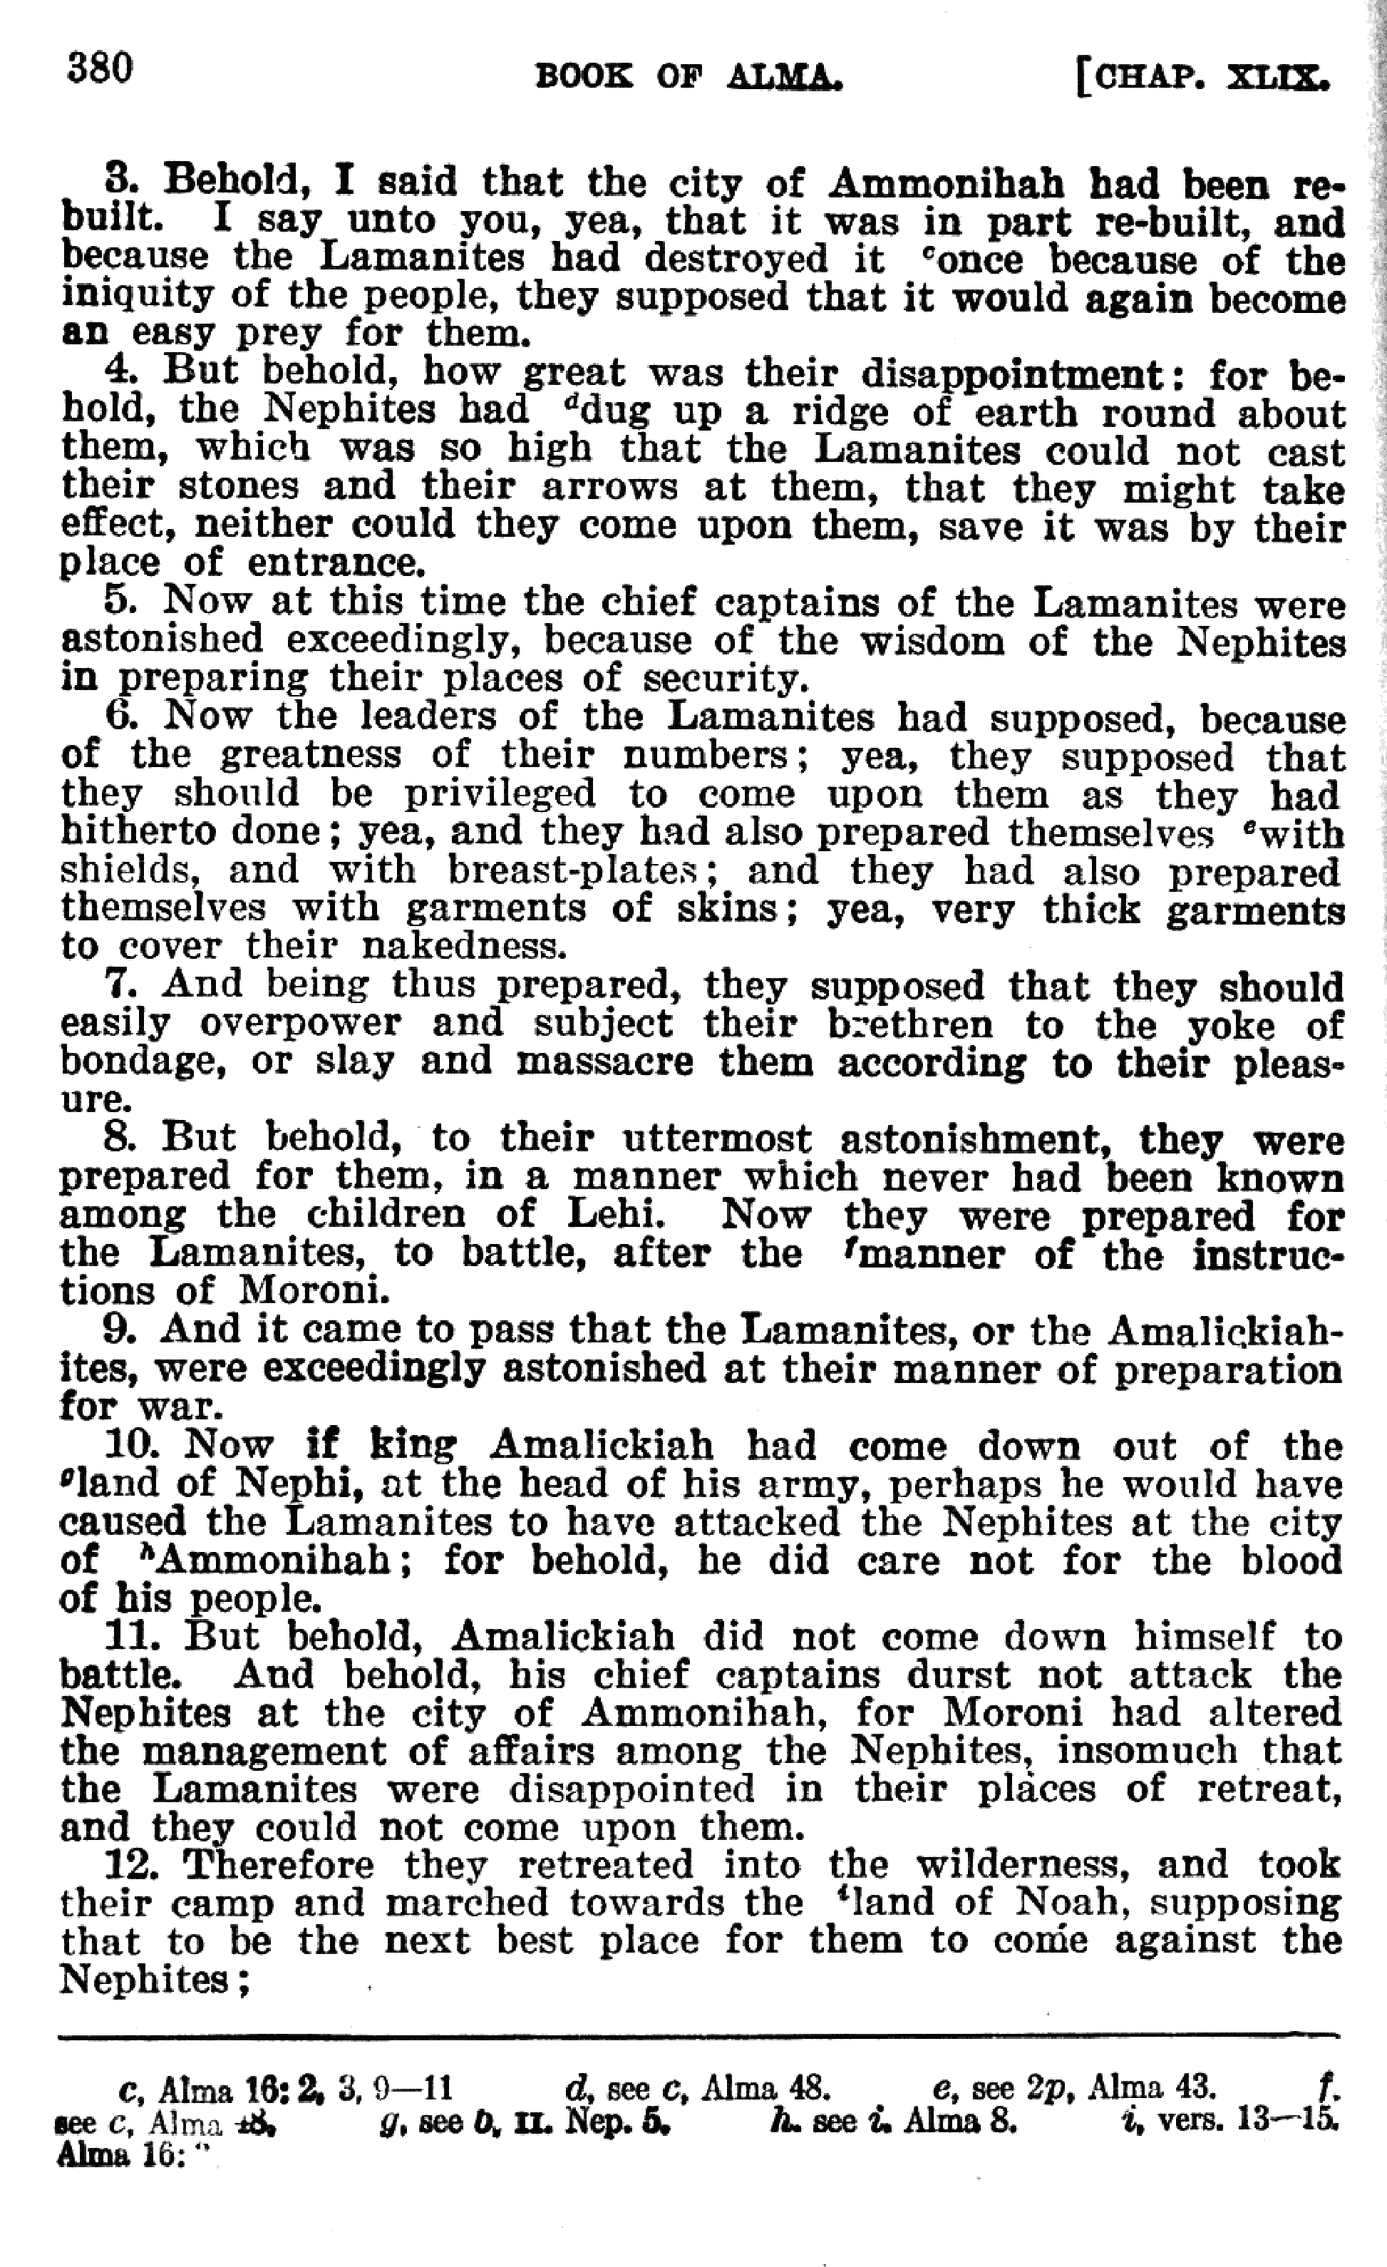 380 BOOK OF ALMA. [CHAP. XLIX.
3. Behold, I said that the city of Ammonihah had been re-
built. I say unto you, yea, that it was in part re-built, and
because the Lamanites had destroyed it ᶜonce because of the
iniquity of the people, they supposed that it would again become
an easy prey for them.
4. But behold, how great was their disappointment: for be-
hold, the Nephites had ᵈdug up a ridge of earth round about
them, which was so high that the Lamanites could not cast
their stones and their arrows at them, that they might take
effect, neither could they come upon them, save it was by their
place of entrance.
5. Now at this time the chief captains of the Lamanites were
astonished exceedingly, because of the wisdom of the Nephites
in preparing their places of security.
6. Now the leaders of the Lamanites had supposed, because
of the greatness of their numbers; yea, they supposed that
they should be privileged to come upon them as they had
hitherto done; yea, and they had also prepared themselves ᵉwith
shields, and with breast-plates; and they had also prepared
themselves with garments of skins; yea, very thick garments
to cover their nakedness.
7. And being thus prepared, they supposed that they should
easily overpower and subject their brethren to the yoke of
bondage, or slay and massacre them according to their pleas-
ure.
8. But behold, to their uttermost astonishment, they were
prepared for them, in a manner which never had been known
among the children of Lehi. Now they were prepared for
the Lamanites, to battle, after the ᶠmanner of the instruc-
tions of Moroni.
9. And it came to pass that the Lamanites, or the Amalickiah-
ites, were exceedingly astonished at their manner of preparation
for war.
10. Now if king Amalickiah had come down out of the
ᵍland of Nephi, at the head of his army, perhaps he would have
caused the Lamanites to have attacked the Nephites at the city
of ʰAmmonihah; for behold, he did care not for the blood
of his people.
11. But behold, Amalickiah did not come down himself to
battle. And behold, his chief captains durst not attack the
Nephites at the city of Ammonihah, for Moroni had altered
the management of affairs among the Nephites, insomuch that
the Lamanites were disappointed in their places of retreat,
and they could not come upon them.
12. Therefore they retreated into the wilderness, and took
their camp and marched towards the ⁱland of Noah, supposing
that to be the next best place for them to come against the
Nephites;
c, Alma 16: 2, 3, 9—11 d, see c, Alma 48. e, see 2p, Alma 43. f,
see c, Alma g, see b, II. Nep. 5. h, see i, Alma 8. i, vers. 13—15.
Alma 16: